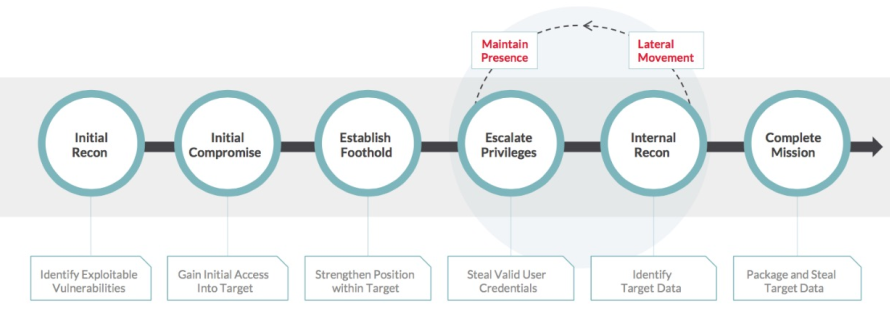 Maintain
Presence
Lateral
Movement
Initial
Recon
Initial
Compromise
Establish
Foothold
Escalate
Privileges
Internal
Recon
Complete
Mission
Identify Exploitable
Vulnerabilities
Gain Initial Access
Into Target
Strengthen Position
within Target
Steal Valid User
Credentials
Identify
Target Data
Package and Steal
Target Data